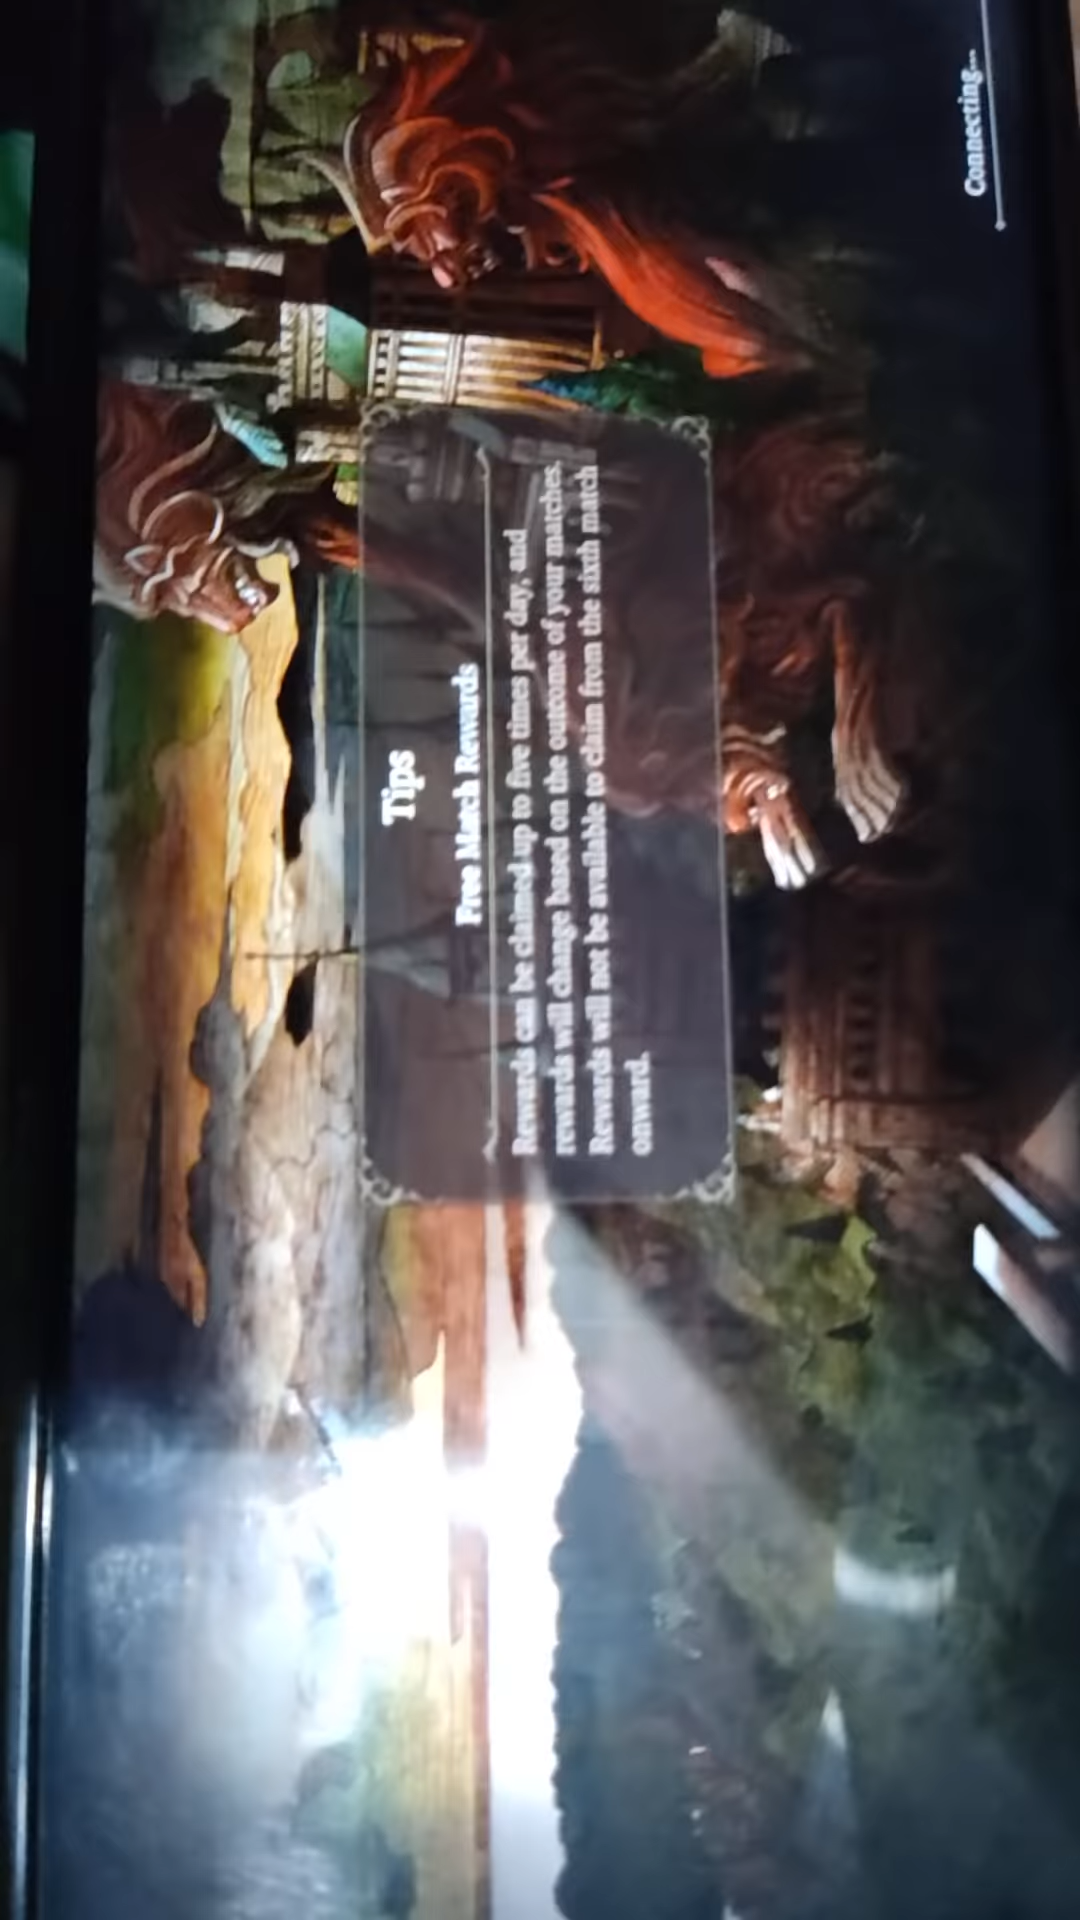 Tips
Free Match Rewards
Rewards can be claimed up to five times per day, and
rewards will change based on the outcome of your matches.
Rewards will not be available to claim from the sixth match
onward.
Connecting...